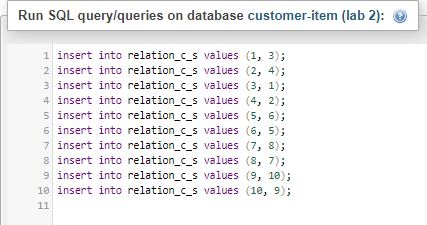 Run SQL query/queries on database customer-item (lab 2):
1 insert into relation_c_s values (1, 3);
2 insert into relation_c_s values (2, 4);
3 insert into relation_c_s values (3, 1);
4 insert into relation_c_s values (4, 2);
5 insert into relation_c_s values (5, 6);
6 insert into relation_c_s values (6, 5);
7 insert into relation_c_s values (7, 8);
8 insert into relation_c_s values (8, 7);
9 insert into relation_c_s values (9, 10);
10 insert into relation_c_s values (10, 9);
11